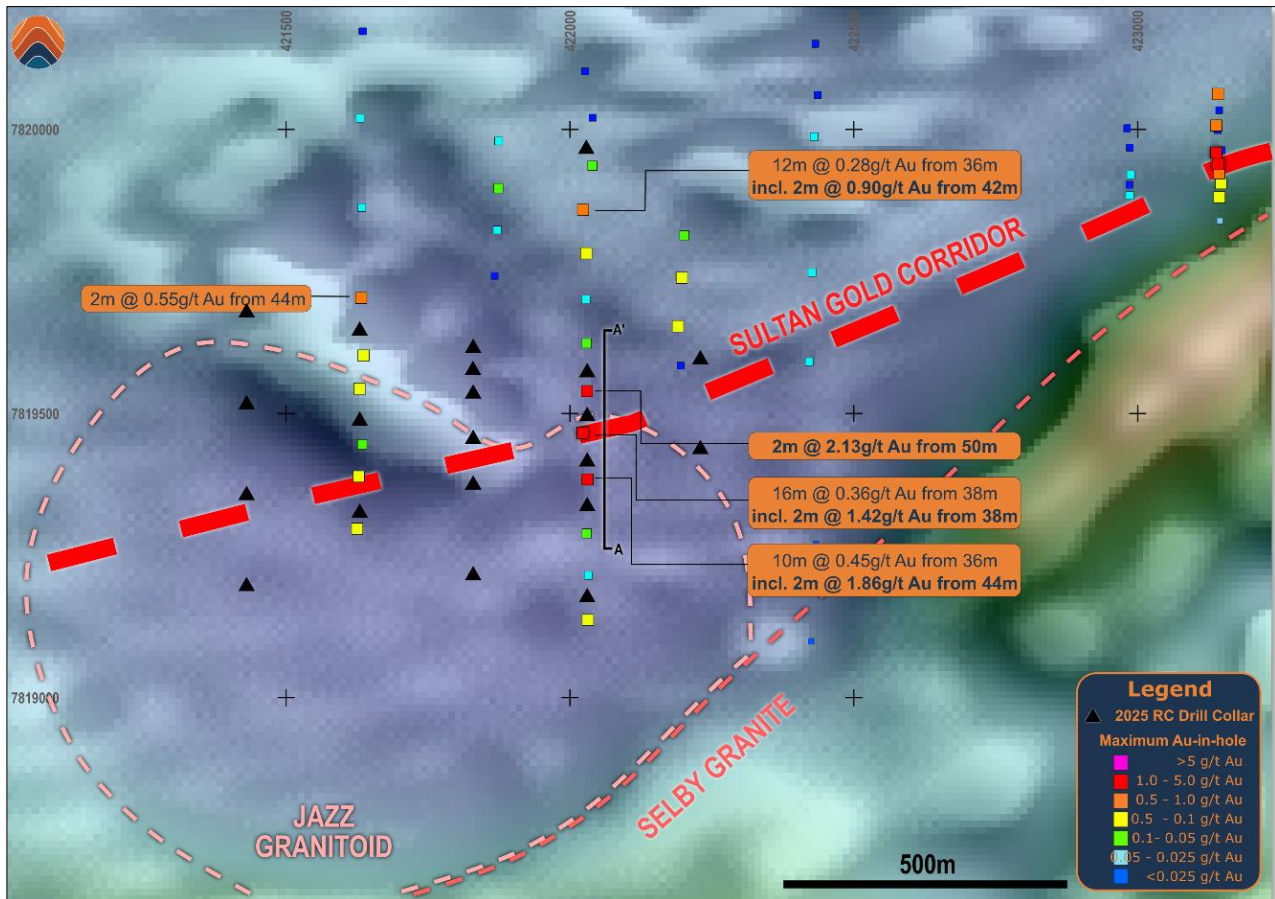 421500
422000
423000
7820000
12m @ 0.28g/t Au from 36m
incl. 2m @ 0.90g/t Au from 42m
SULTAN GOLD CORRIDOR
2m @ 0.55g/t Au from 44m
A'
7819500
2m @ 2.13g/t Au from 50m
16m @ 0.36g/t Au from 38m
incl. 2m @ 1.42g/t Au from 38m
A
10m @ 0.45g/t Au from 36m
incl. 2m @ 1.86g/t Au from 44m
7819000
SELBY GRANITE
JAZZ
GRANITOID
500m
Legend
2025 RC Drill Collar
Maximum Au-in-hole
>5 g/t Au
1.0 - 5.0 g/t Au
0.5 - 1.0 g/t Au
0.5 - 0.1 g/t Au
0.1- 0.05 g/t Au
0.05 - 0.025 g/t Au
<0.025 g/t Au